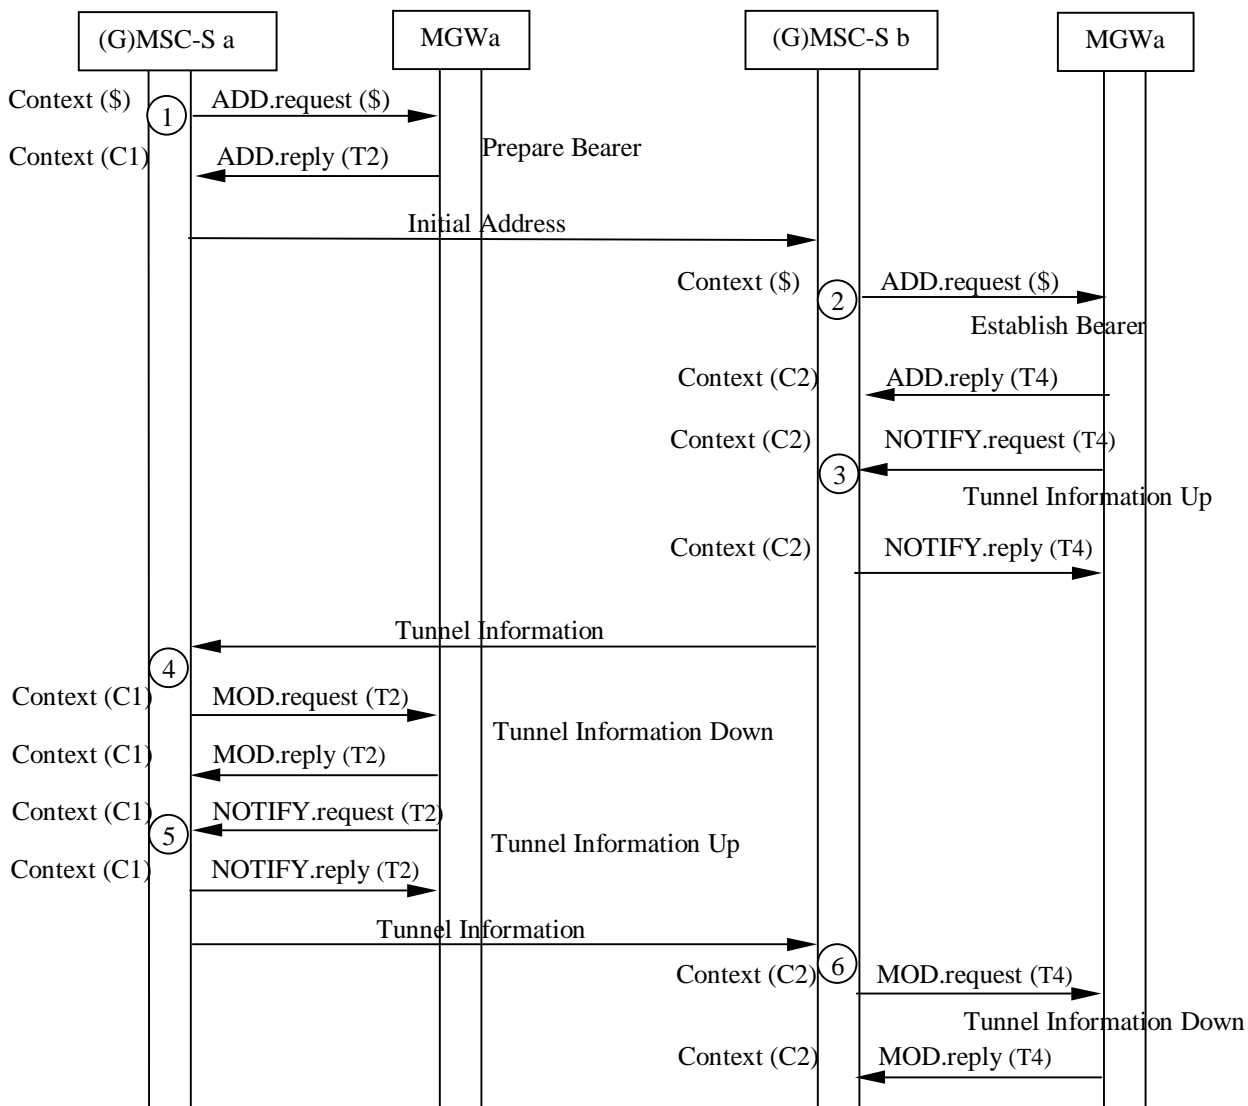 (G)MSC-S a
MGWa
(G)MSC-S b
MGWa
Context ($)
1
ADD.request ($)
Prepare Bearer
Context (C1)
ADD.reply (T2)
Initial Address
Context ($)
2
ADD.request ($)
Establish Bearer
Context (C2)
ADD.reply (T4)
Context (C2)
NOTIFY.request (T4)
3
Tunnel Information Up
Context (C2)
NOTIFY.reply (T4)
Tunnel Information
4
Context (C1)
MOD.request (T2)
Tunnel Information Down
Context (C1)
MOD.reply (T2)
Context (C1)
NOTIFY.request (T2)
5
Tunnel Information Up
Context (C1)
NOTIFY.reply (T2)
Tunnel Information
6
Context (C2)
MOD.request (T4)
Tunnel Information Down
Context (C2)
MOD.reply (T4)